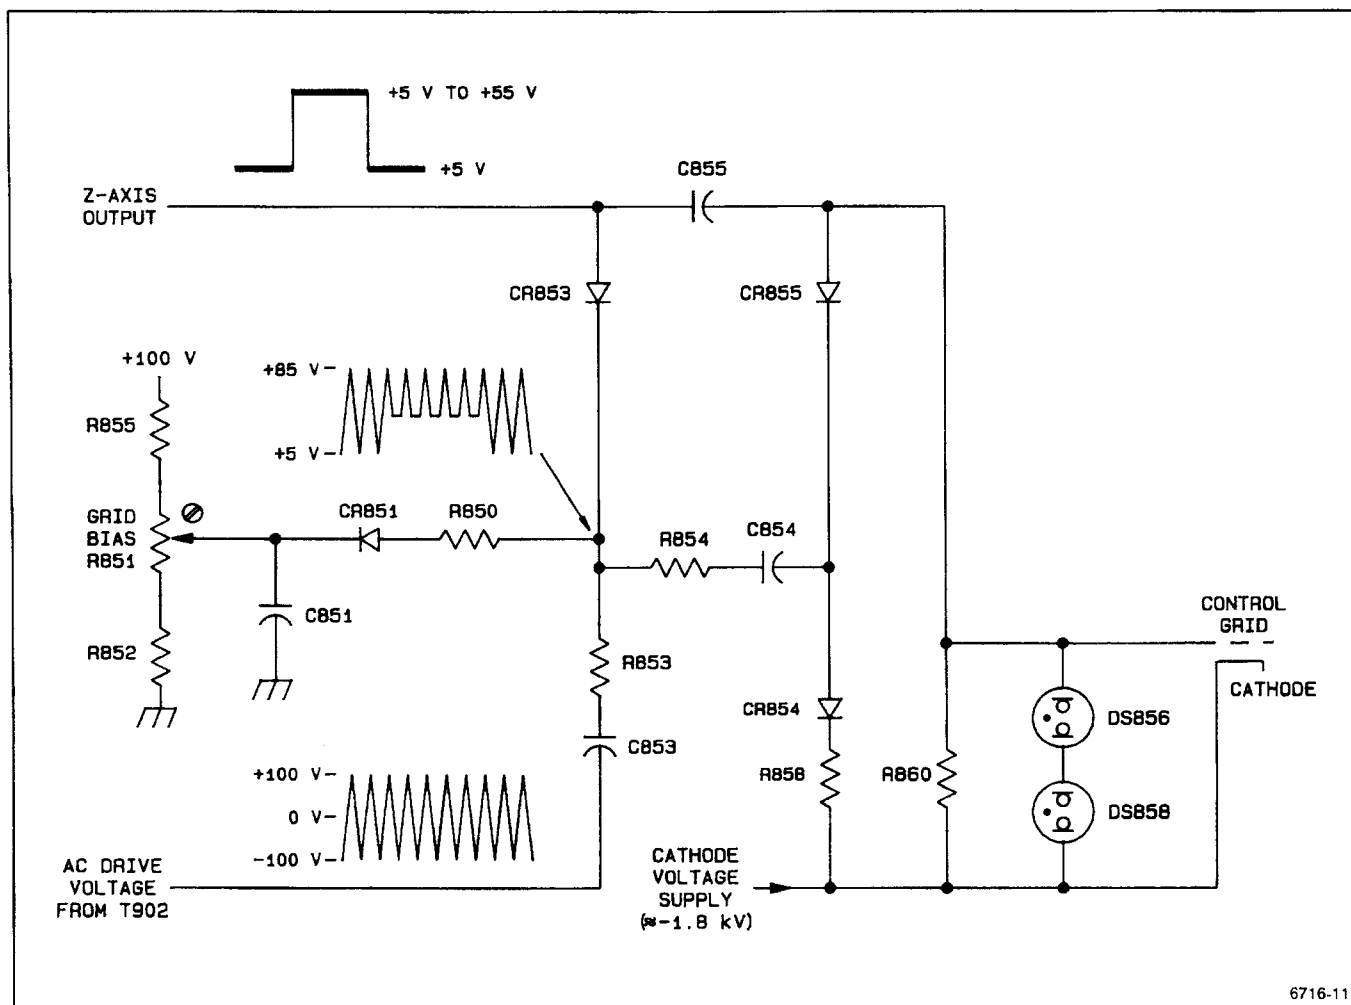 +5 V TO +55 V
+5 V
Z-AXIS
OUTPUT
C855
CR853
CR855
+100 V
R855
+85 V
+5 V
GRID
BIAS
R851
CR851
R850
R854
C854
C851
R852
R853
C853
CR854
R858
R860
CONTROL
GRID
CATHODE
DS856
DS858
+100 V
0 V
-100 V
AC DRIVE
VOLTAGE
FROM T902
CATHODE
VOLTAGE
SUPPLY
(≈-1.8 kV)
6716-11